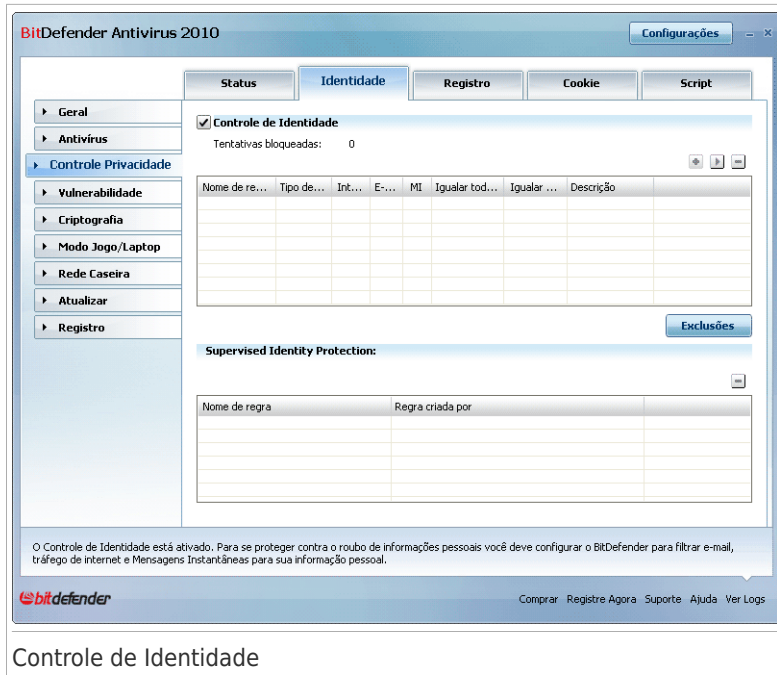 BitDefender Antivirus 2010
Configurações
Status
Identidade
Registro
Cookie
Script
Geral
Antivírus
Controle Privacidade
Vulnerabilidade
Criptografia
Modo Jogo/Laptop
Rede Caseira
Atualizar
Registro
Controle de Identidade
Tentativas bloqueadas: 0
Nome de re... Tipo de... Int... E-... MI Igualar tod... Igualar ... Descrição
Exclusões
Supervised Identity Protection:
Nome de regra Regra criada por
O Controle de Identidade está ativado. Para se proteger contra o roubo de informações pessoais você deve configurar o BitDefender para filtrar e-mail,
tráfego de internet e Mensagens Instantâneas para sua informação pessoal.
bitdefender
Comprar Registre Agora Suporte Ajuda Ver Logs
Controle de Identidade